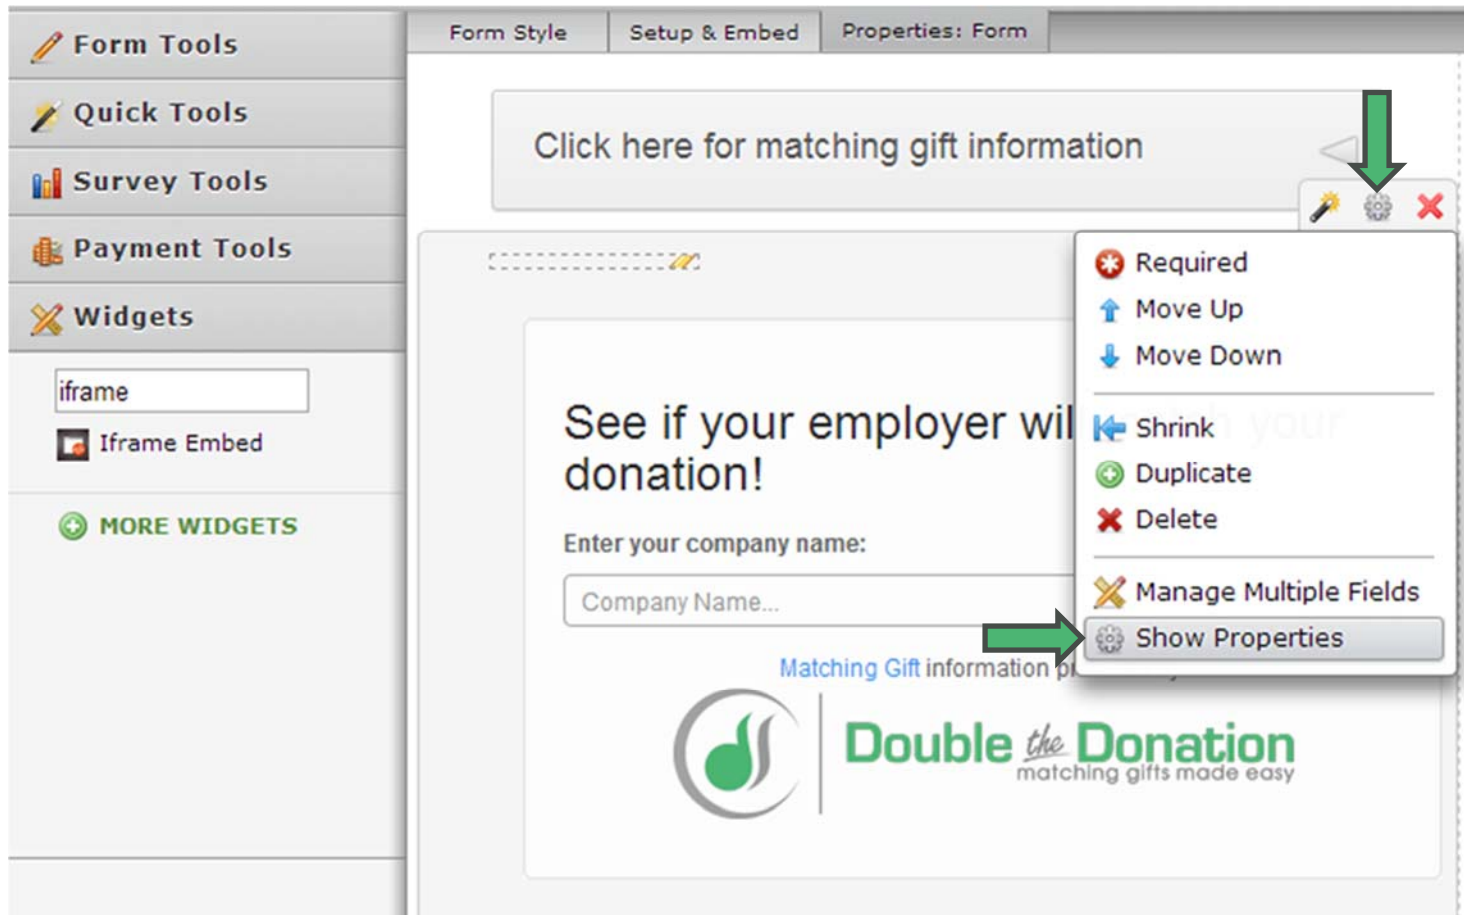 Form Tools
Quick Tools
Survey Tools
Payment Tools
Widgets
iframe
Iframe Embed
MORE WIDGETS
Form Style
Setup & Embed
Properties: Form
Click here for matching gift information
See if your employer will your
donation!
Enter your company name:
Company Name...
Matching Gift information
Double the Donation
matching gifts made easy
Required
Move Up
Move Down
Shrink
Duplicate
Delete
Manage Multiple Fields
Show Properties